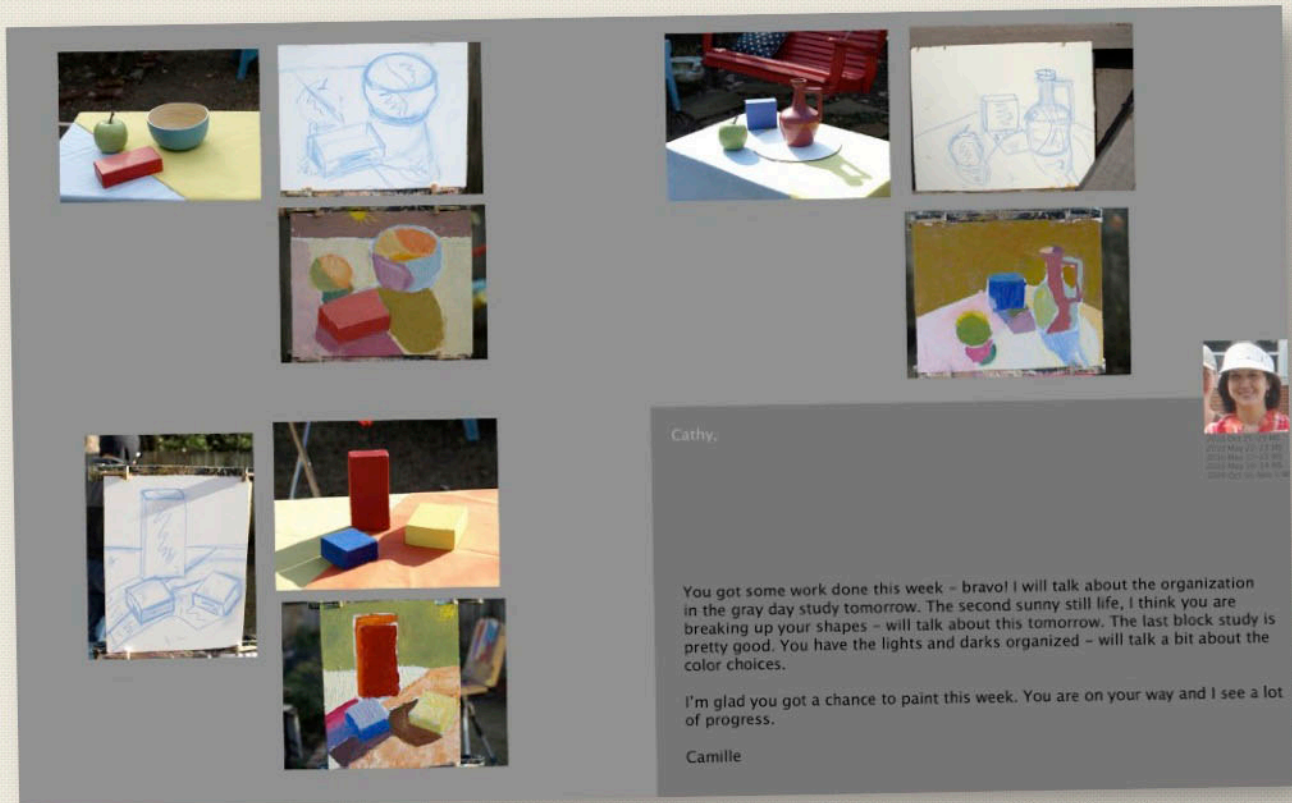 Cathy,
You got some work done this week – bravo! I will talk about the organization
in the gray day study tomorrow. The second sunny still life, I think you are
breaking up your shapes – will talk about this tomorrow. The last block study is
pretty good. You have the lights and darks organized – will talk a bit about the
color choices.
I'm glad you got a chance to paint this week. You are on your way and I see a lot
of progress.
Camille